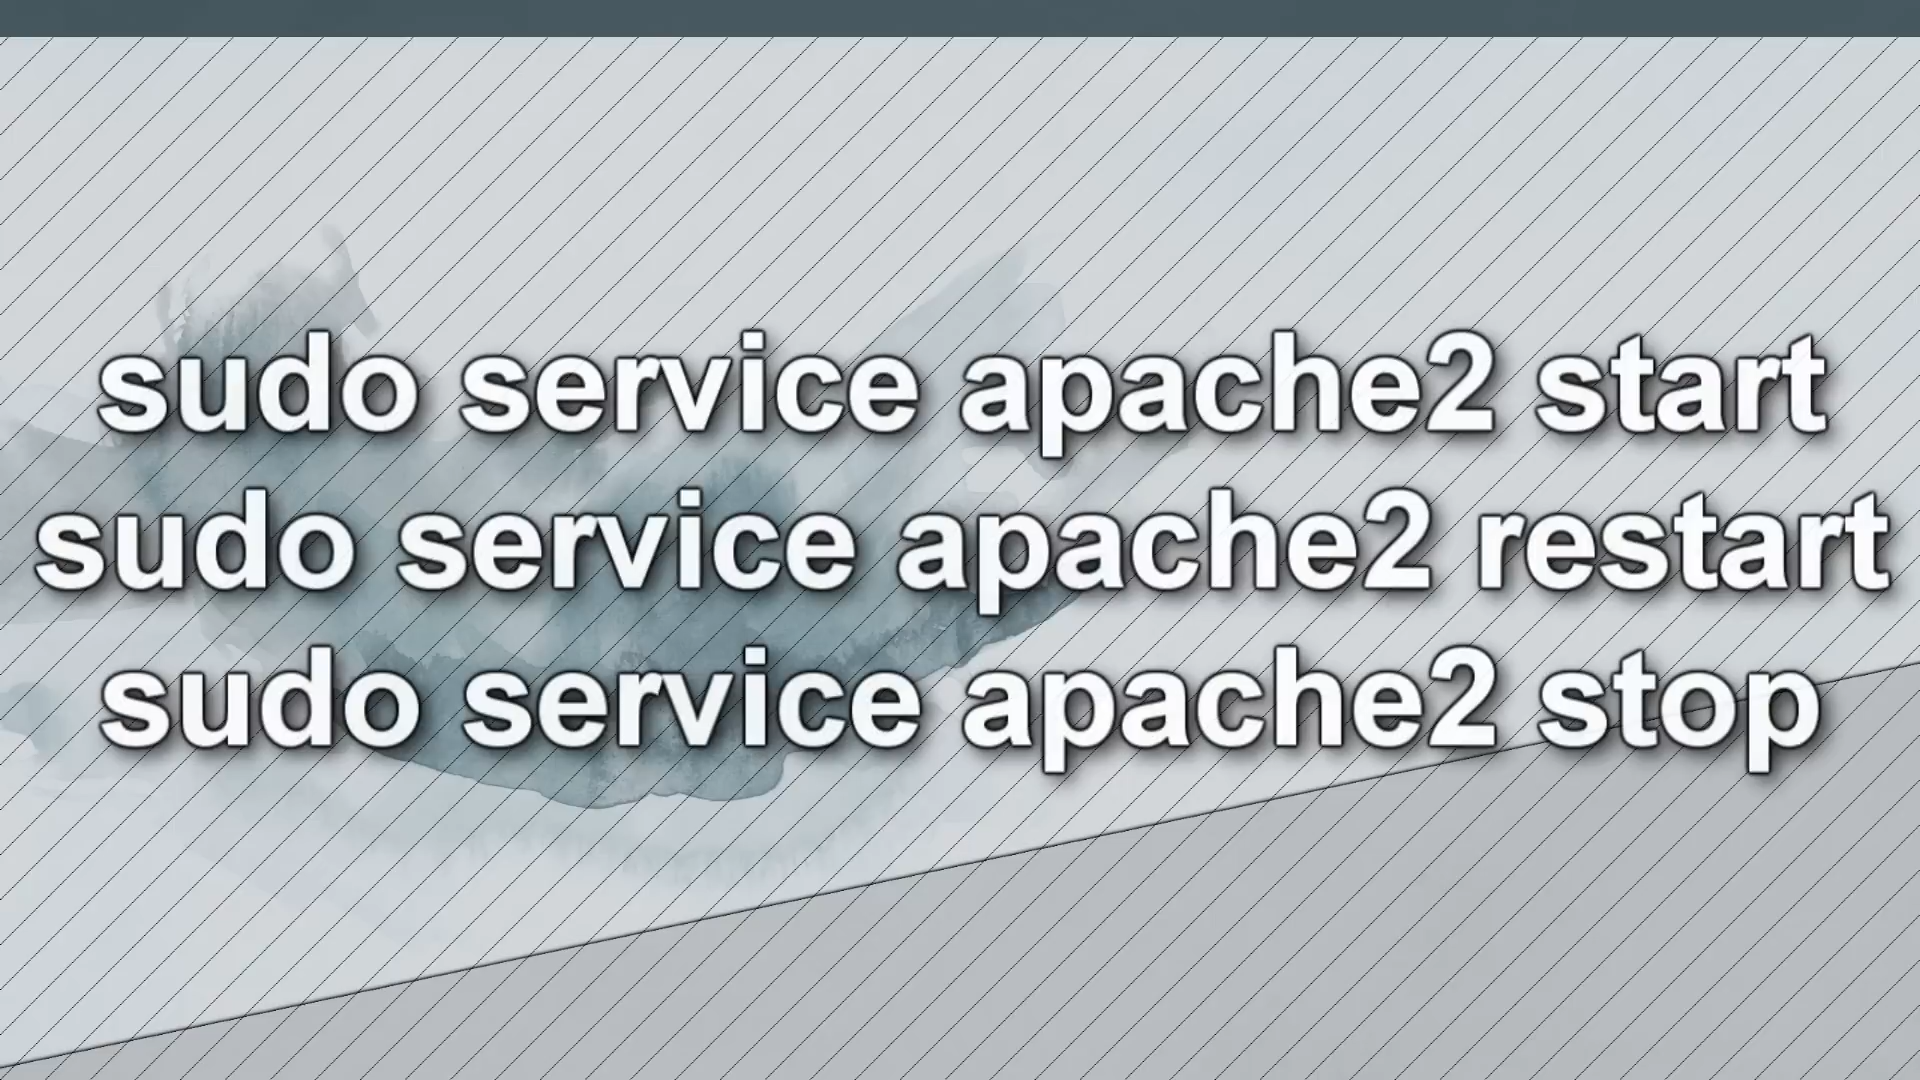 sudo service apache2 start
sudo service apache2 restart
sudo service apache2 stop